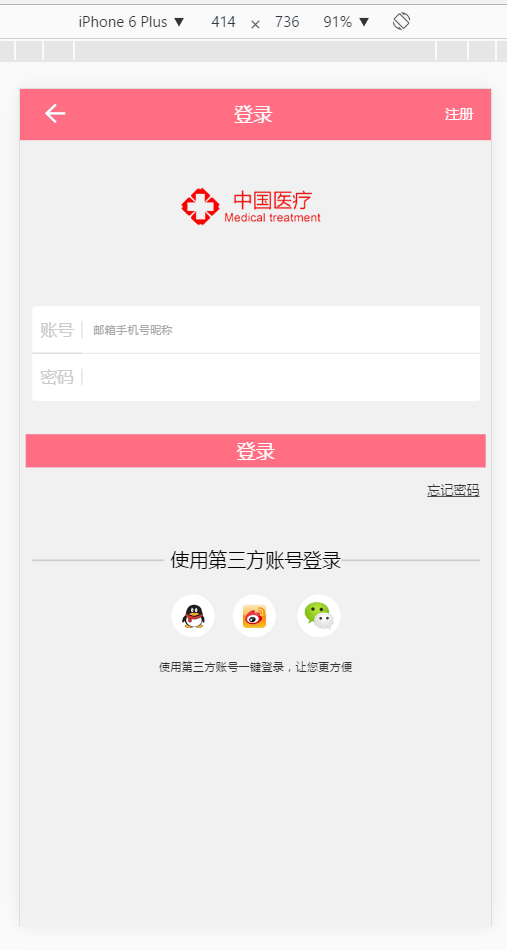 iPhone 6 Plus ▼ 414 × 736 91% ▼
登录 注册
中国医疗
Medical treatment
账号 邮箱手机号昵称
密码
登录
忘记密码
使用第三方账号登录
使用第三方账号一键登录，让您更方便